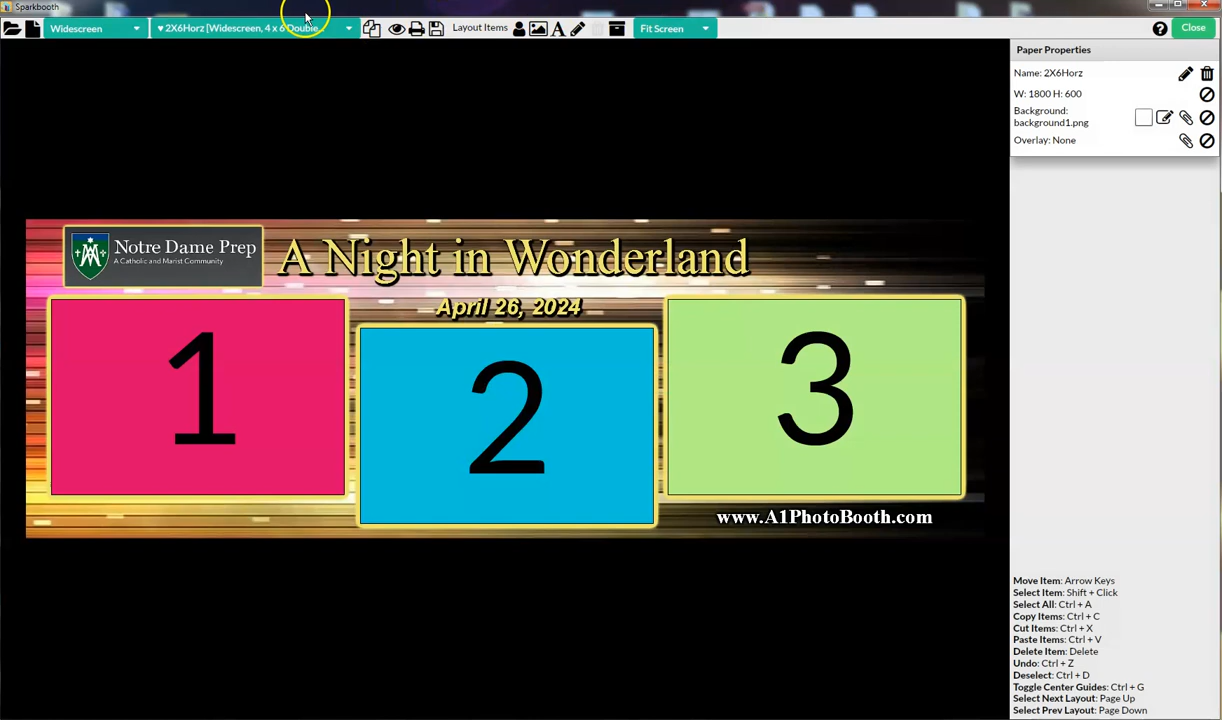 Sparkbooth
Widescreen
♥ 2X6Horz [Widescreen, 4 x 6 Double...
Layout Items
A
Fit Screen
?
Close
Paper Properties
Name: 2X6Horz
W: 1800 H: 600
Background:
background1.png
Overlay: None
Notre Dame Prep
A Catholic and Marist Community
A Night in Wonderland
April 26, 2024
1
2
3
www.A1PhotoBooth.com
Move Item: Arrow Keys
Select Item: Shift + Click
Select All: Ctrl + A
Copy Items: Ctrl + C
Cut Items: Ctrl + X
Paste Items: Ctrl + V
Delete Item: Delete
Undo: Ctrl + Z
Deselect: Ctrl + D
Toggle Center Guides: Ctrl + G
Select Next Layout: Page Up
Select Prev Layout: Page Down